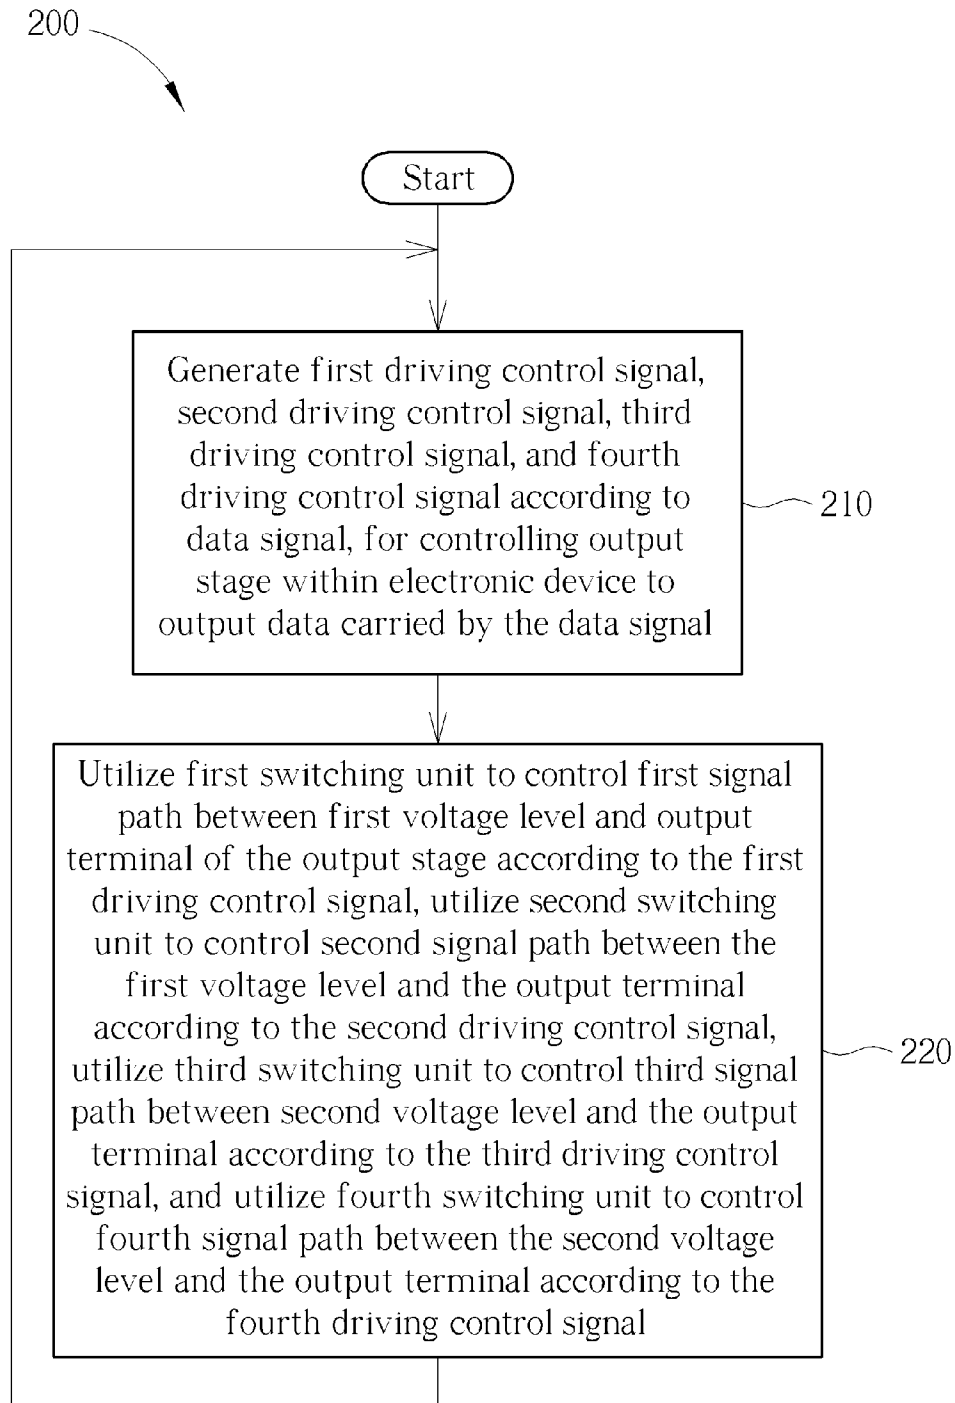 200
Start
Generate first driving control signal,
second driving control signal, third
driving control signal, and fourth
driving control signal according to
data signal, for controlling output
stage within electronic device to
output data carried by the data signal
210
Utilize first switching unit to control first signal
path between first voltage level and output
terminal of the output stage according to the first
driving control signal, utilize second switching
unit to control second signal path between the
first voltage level and the output terminal
according to the second driving control signal,
utilize third switching unit to control third signal
path between second voltage level and the output
terminal according to the third driving control
signal, and utilize fourth switching unit to control
fourth signal path between the second voltage
level and the output terminal according to the
fourth driving control signal
220